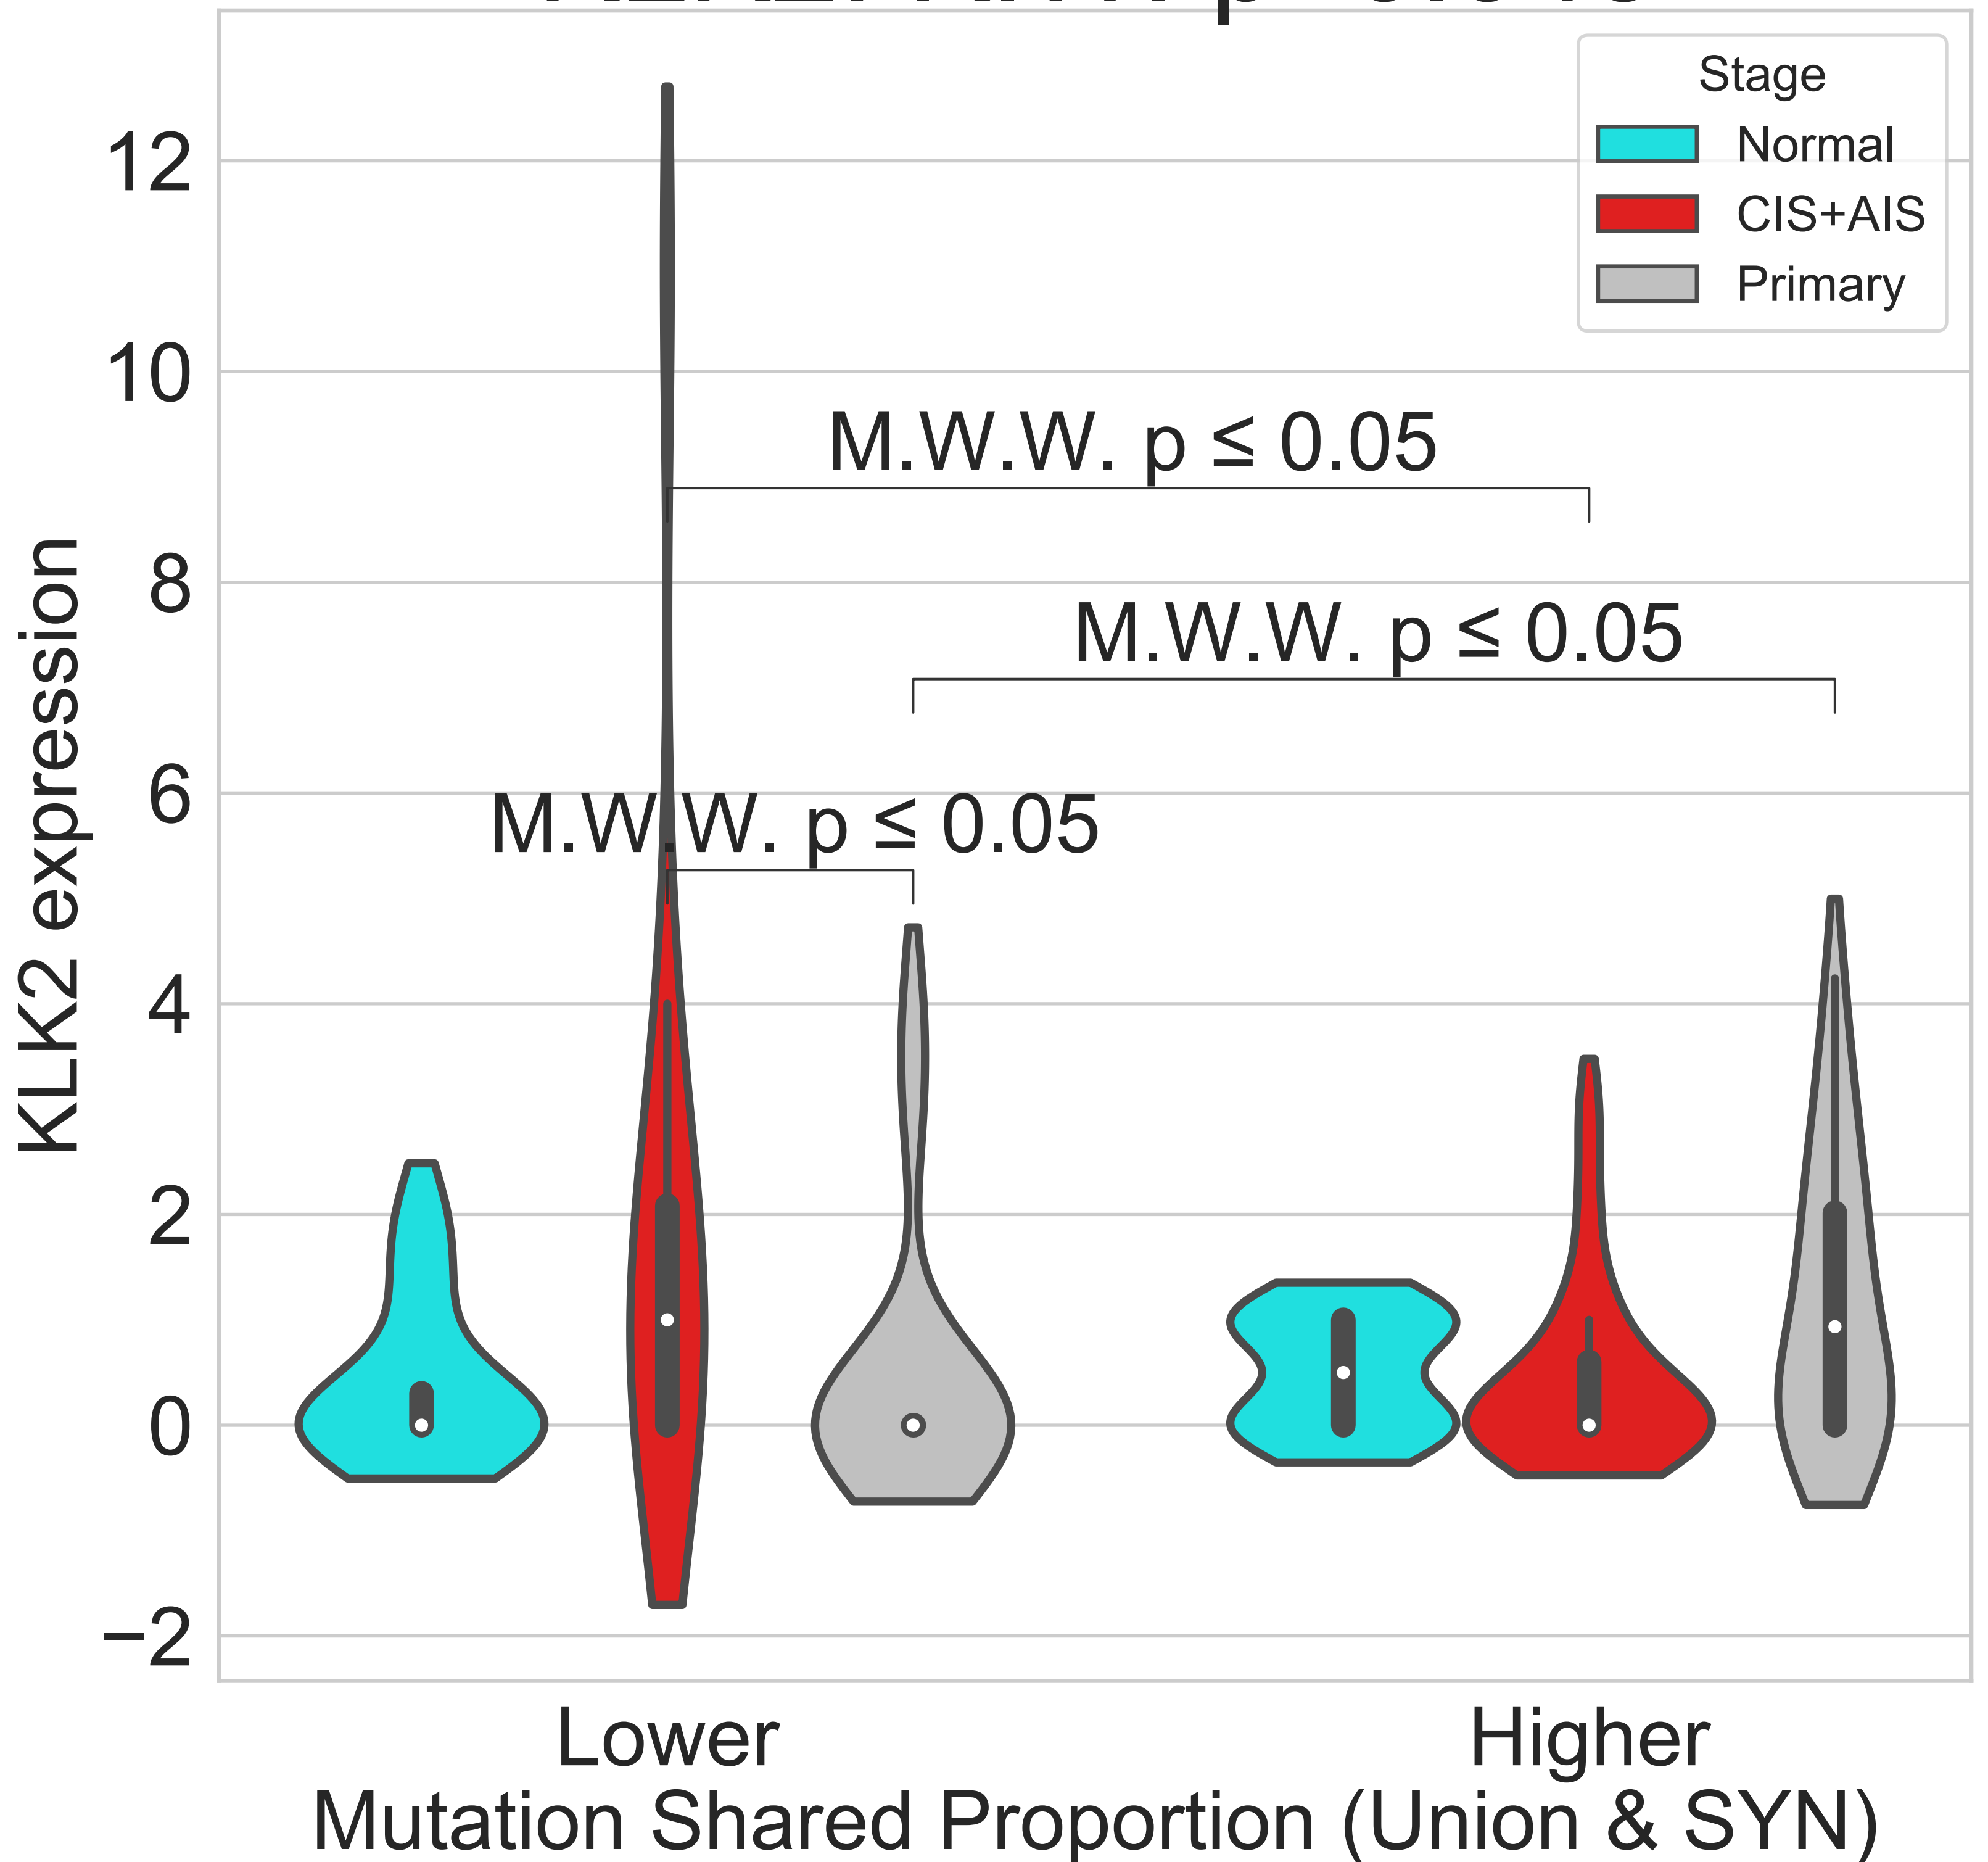 Stage
Normal
CIS+AIS
Primary
12
10
8
6
4
2
0
−2
KLK2 expression
M.W.W. p ≤ 0.05
M.W.W. p ≤ 0.05
M.W.W. p ≤ 0.05
Lower
Higher
Mutation Shared Proportion (Union & SYN)